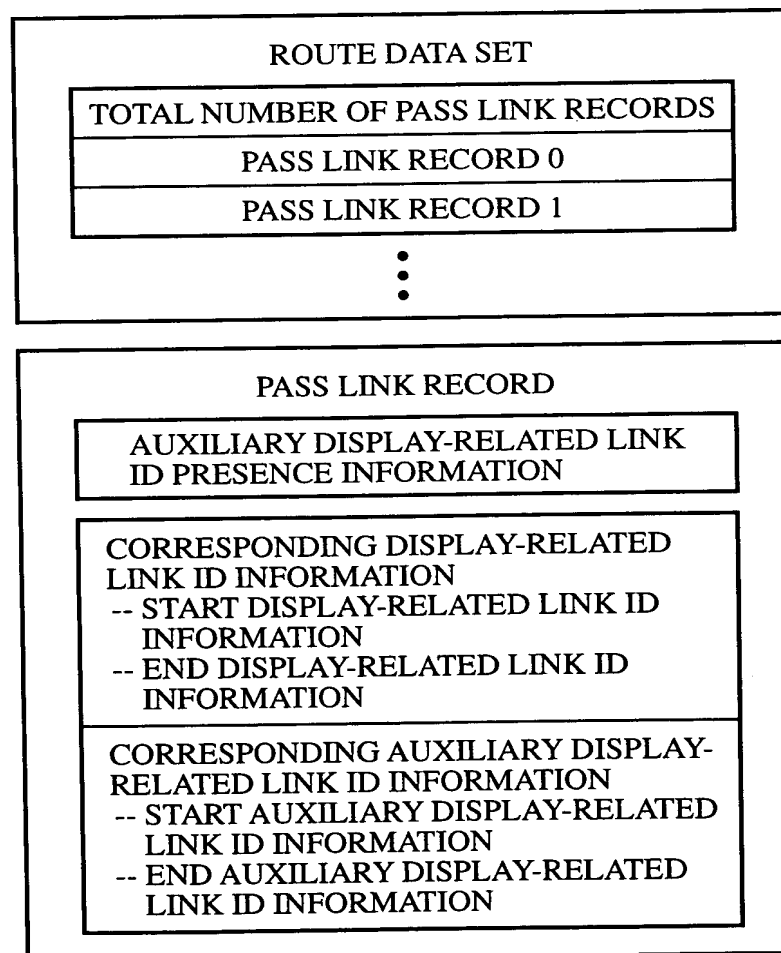 ROUTE DATA SET
TOTAL NUMBER OF PASS LINK RECORDS
PASS LINK RECORD 0
PASS LINK RECORD 1
PASS LINK RECORD
AUXILIARY DISPLAY-RELATED LINK
ID PRESENCE INFORMATION
CORRESPONDING DISPLAY-RELATED
LINK ID INFORMATION
-- START DISPLAY-RELATED LINK ID
INFORMATION
-- END DISPLAY-RELATED LINK ID
INFORMATION
CORRESPONDING AUXILIARY DISPLAY-
RELATED LINK ID INFORMATION
-- START AUXILIARY DISPLAY-RELATED
LINK ID INFORMATION
-- END AUXILIARY DISPLAY-RELATED
LINK ID INFORMATION